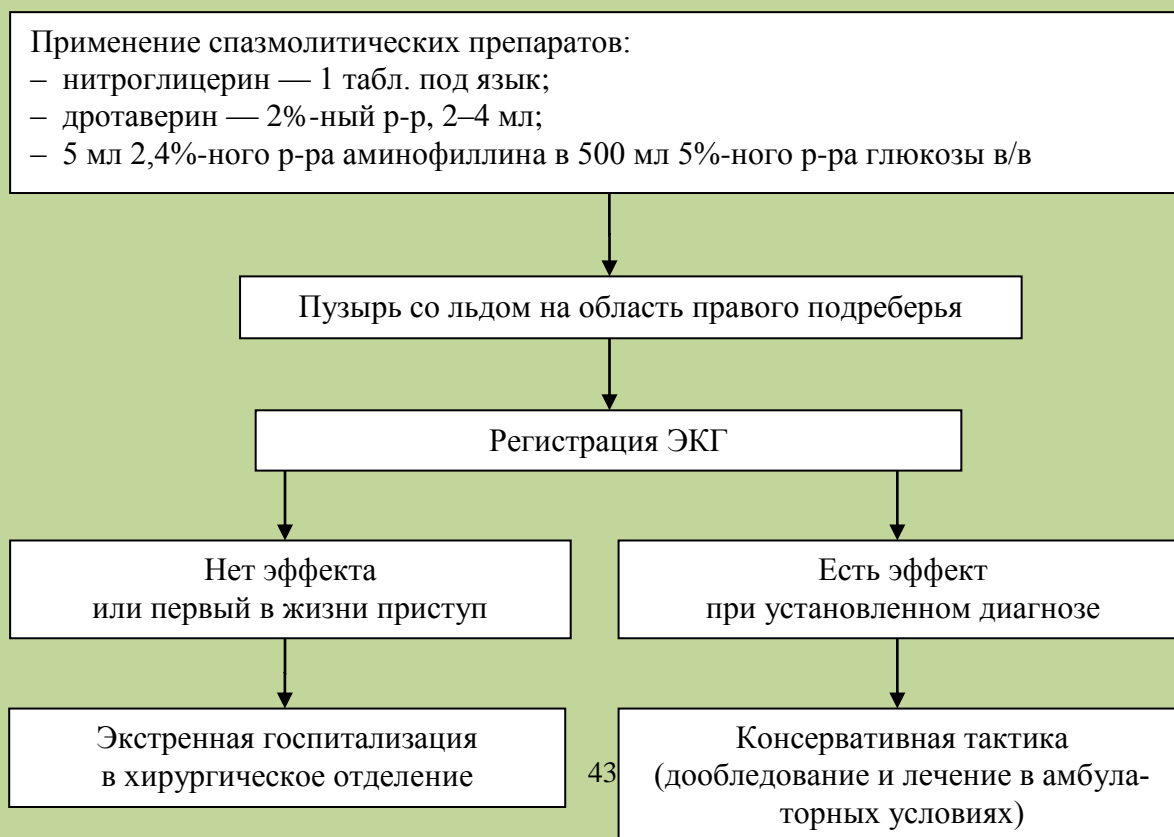 Применение спазмолитических препаратов:
– нитроглицерин — 1 табл. под язык;
– дротаверин — 2%-ный р-р, 2–4 мл;
– 5 мл 2,4%-ного р-ра аминофиллина в 500 мл 5%-ного р-ра глюкозы в/в
Пузырь со льдом на область правого подреберья
Регистрация ЭКГ
Нет эффекта
или первый в жизни приступ
Есть эффект
при установленном диагнозе
Экстренная госпитализация
в хирургическое отделение
43
Консервативная тактика
(дообледование и лечение в амбула-
торных условиях)